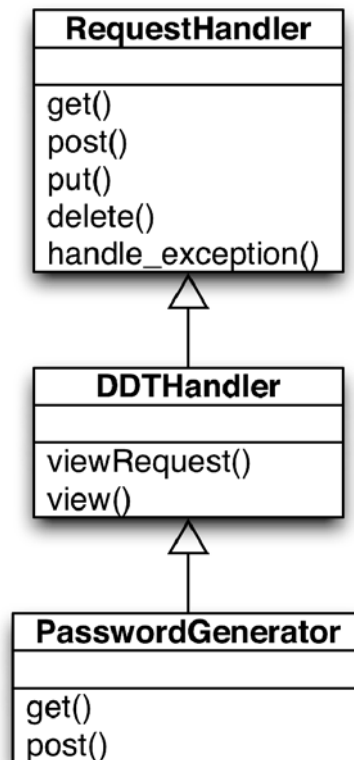 RequestHandler
get()
post()
put()
delete()
handle_exception()
DDTHandler
viewRequest()
view()
PasswordGenerator
get()
post()